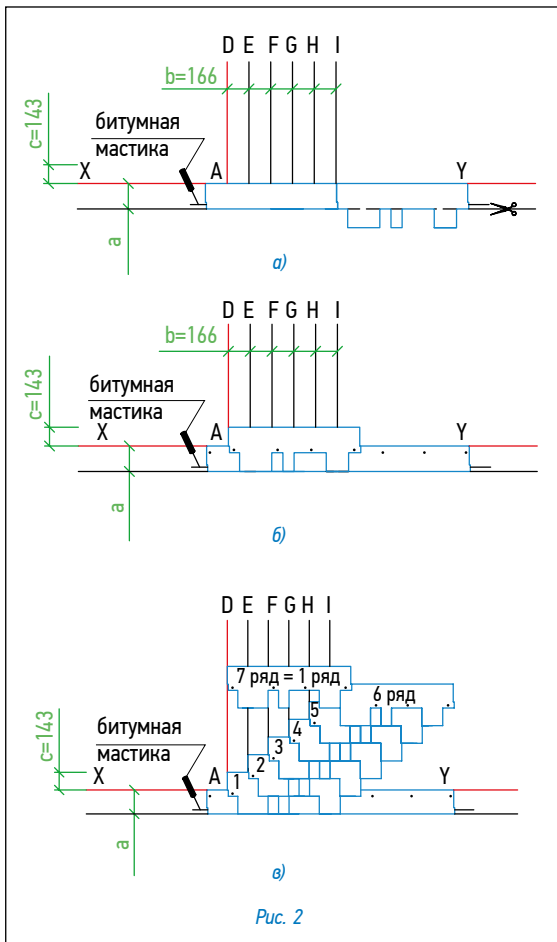 D E F G H I
b=166
c=143
битумная
мастика
X A Y
a
а)
D E F G H I
b=166
c=143
битумная
мастика
X A Y
a
б)
D E F G H I
7 ряд = 1 ряд
6 ряд
5
4
3
2
1
c=143
битумная
мастика
X A Y
a
в)
Рис. 2